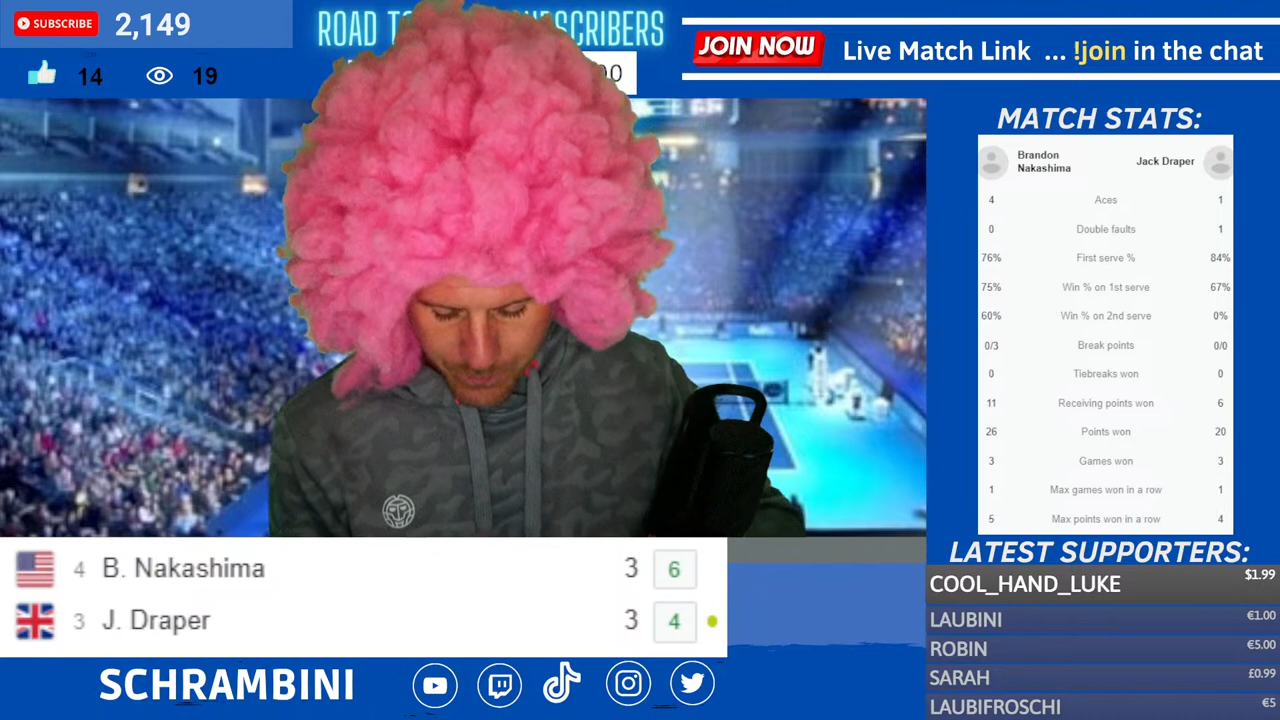 SUBSCRIBE 2,149
ROAD TO SCRIBERS
JOIN NOW Live Match Link ... !join in the chat
14 19
MATCH STATS:
Brandon Nakashima Jack Draper
4 Aces 1
0 Double faults 1
76% First serve % 84%
75% Win % on 1st serve 67%
60% Win % on 2nd serve 0%
0/3 Break points 0/0
0 Tiebreaks won 0
11 Receiving points won 6
26 Points won 20
3 Games won 3
1 Max games won in a row 1
5 Max points won in a row 4
4 B. Nakashima 3 6
3 J. Draper 3 4
LATEST SUPPORTERS:
COOL_HAND_LUKE $1.99
LAUBINI €1.00
ROBIN €5.00
SARAH £0.99
LAUBIFROSCHI €5
SCHRAMBINI